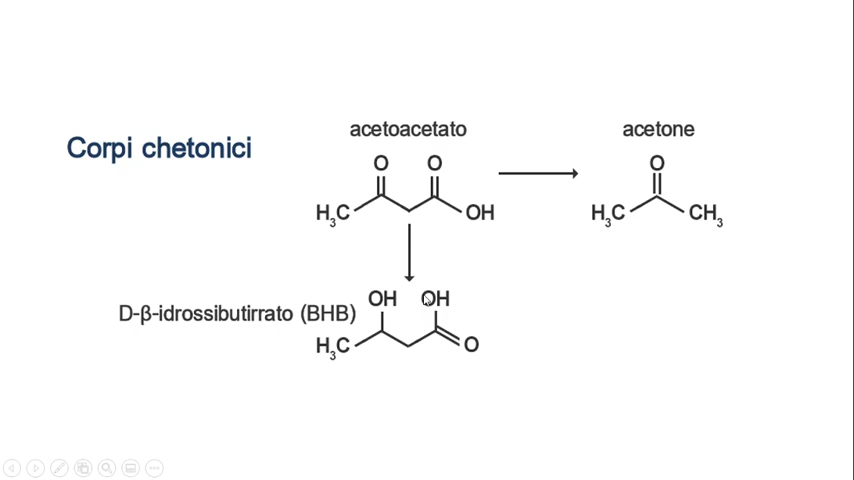 Corpi chetonici
acetoacetato
acetone
O
O
O
H3C
OH
H3C
CH3
D-β-idrossibutirrato (BHB)
OH
OH
H3C
O